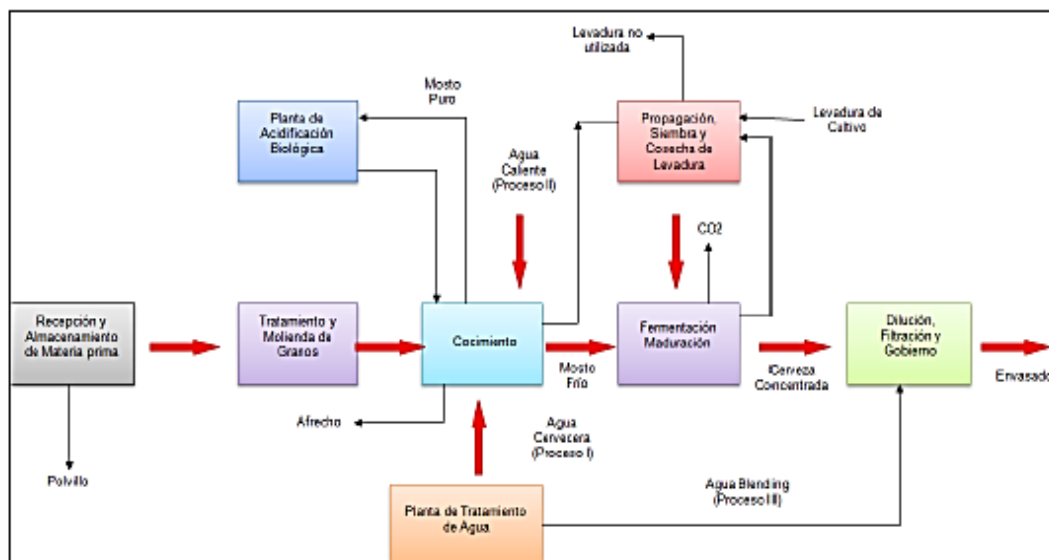 Levadura no
utilizada
Mosto
Puro
Planta de
Acidificación
Biológica
Propagación,
Siembra y
Cosecha de
Levadura
Levadura de
Caltivo
Agua
Caliente
(Proceso II)
CO2
Recepción y
Almacenamiento
de Materia prima
Tratamiento y
Molienda de
Granos
Cocimiento
Fermentación
Maduración
Dilución,
Filtración y
Gobierno
Mosto
Frío
Cerveza
Concentrada
Envasado
Afrecho
Agua
Cervecera
(Proceso I)
Polvillo
Planta de Tratamiento
de Agua
Agua Blending
(Proceso III)